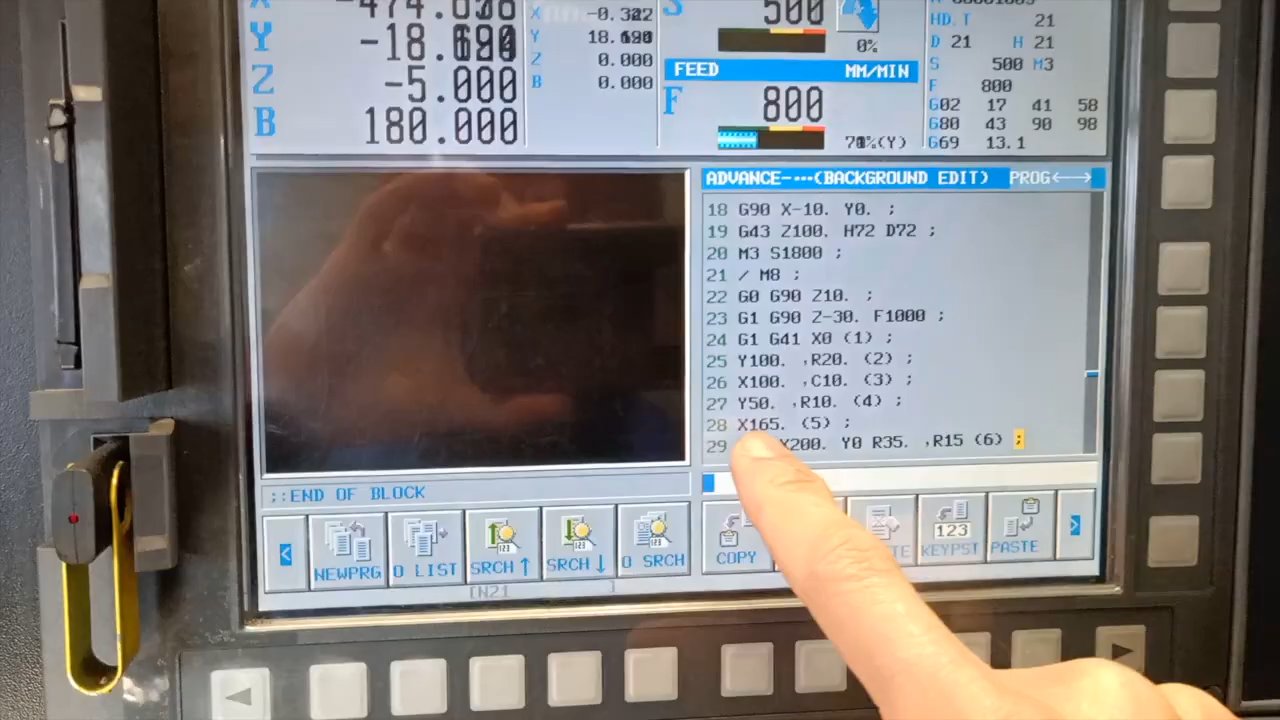 X
Y
Z
B
-18.
-5.000
180.000
X
Y
Z
B
18.
0.000
0.000
S 500
0%
FEED MM/MIN
F 800
%(Y)
HD.T 21
D 21 H 21
S 500 M3
F 800
G02 17 41 58
G80 43 90 98
G69 13.1
ADVANCE-···(BACKGROUND EDIT) PROG←→
18 G90 X-10. Y0. ;
19 G43 Z100. H72 D72 ;
20 M3 S1800 ;
21 / M8 ;
22 G0 G90 Z10. ;
23 G1 G90 Z-30. F1000 ;
24 G1 G41 X0 (1) ;
25 Y100. ,R20. (2) ;
26 X100. ,C10. (3) ;
27 Y50. ,R10. (4) ;
28 X165. (5) ;
29 X200. Y0 R35. ,R15 (6) ;
;:END OF BLOCK
< NEWPRG O LIST SRCH↑ SRCH↓ O SRCH COPY KEYPST PASTE >
[N21 ]